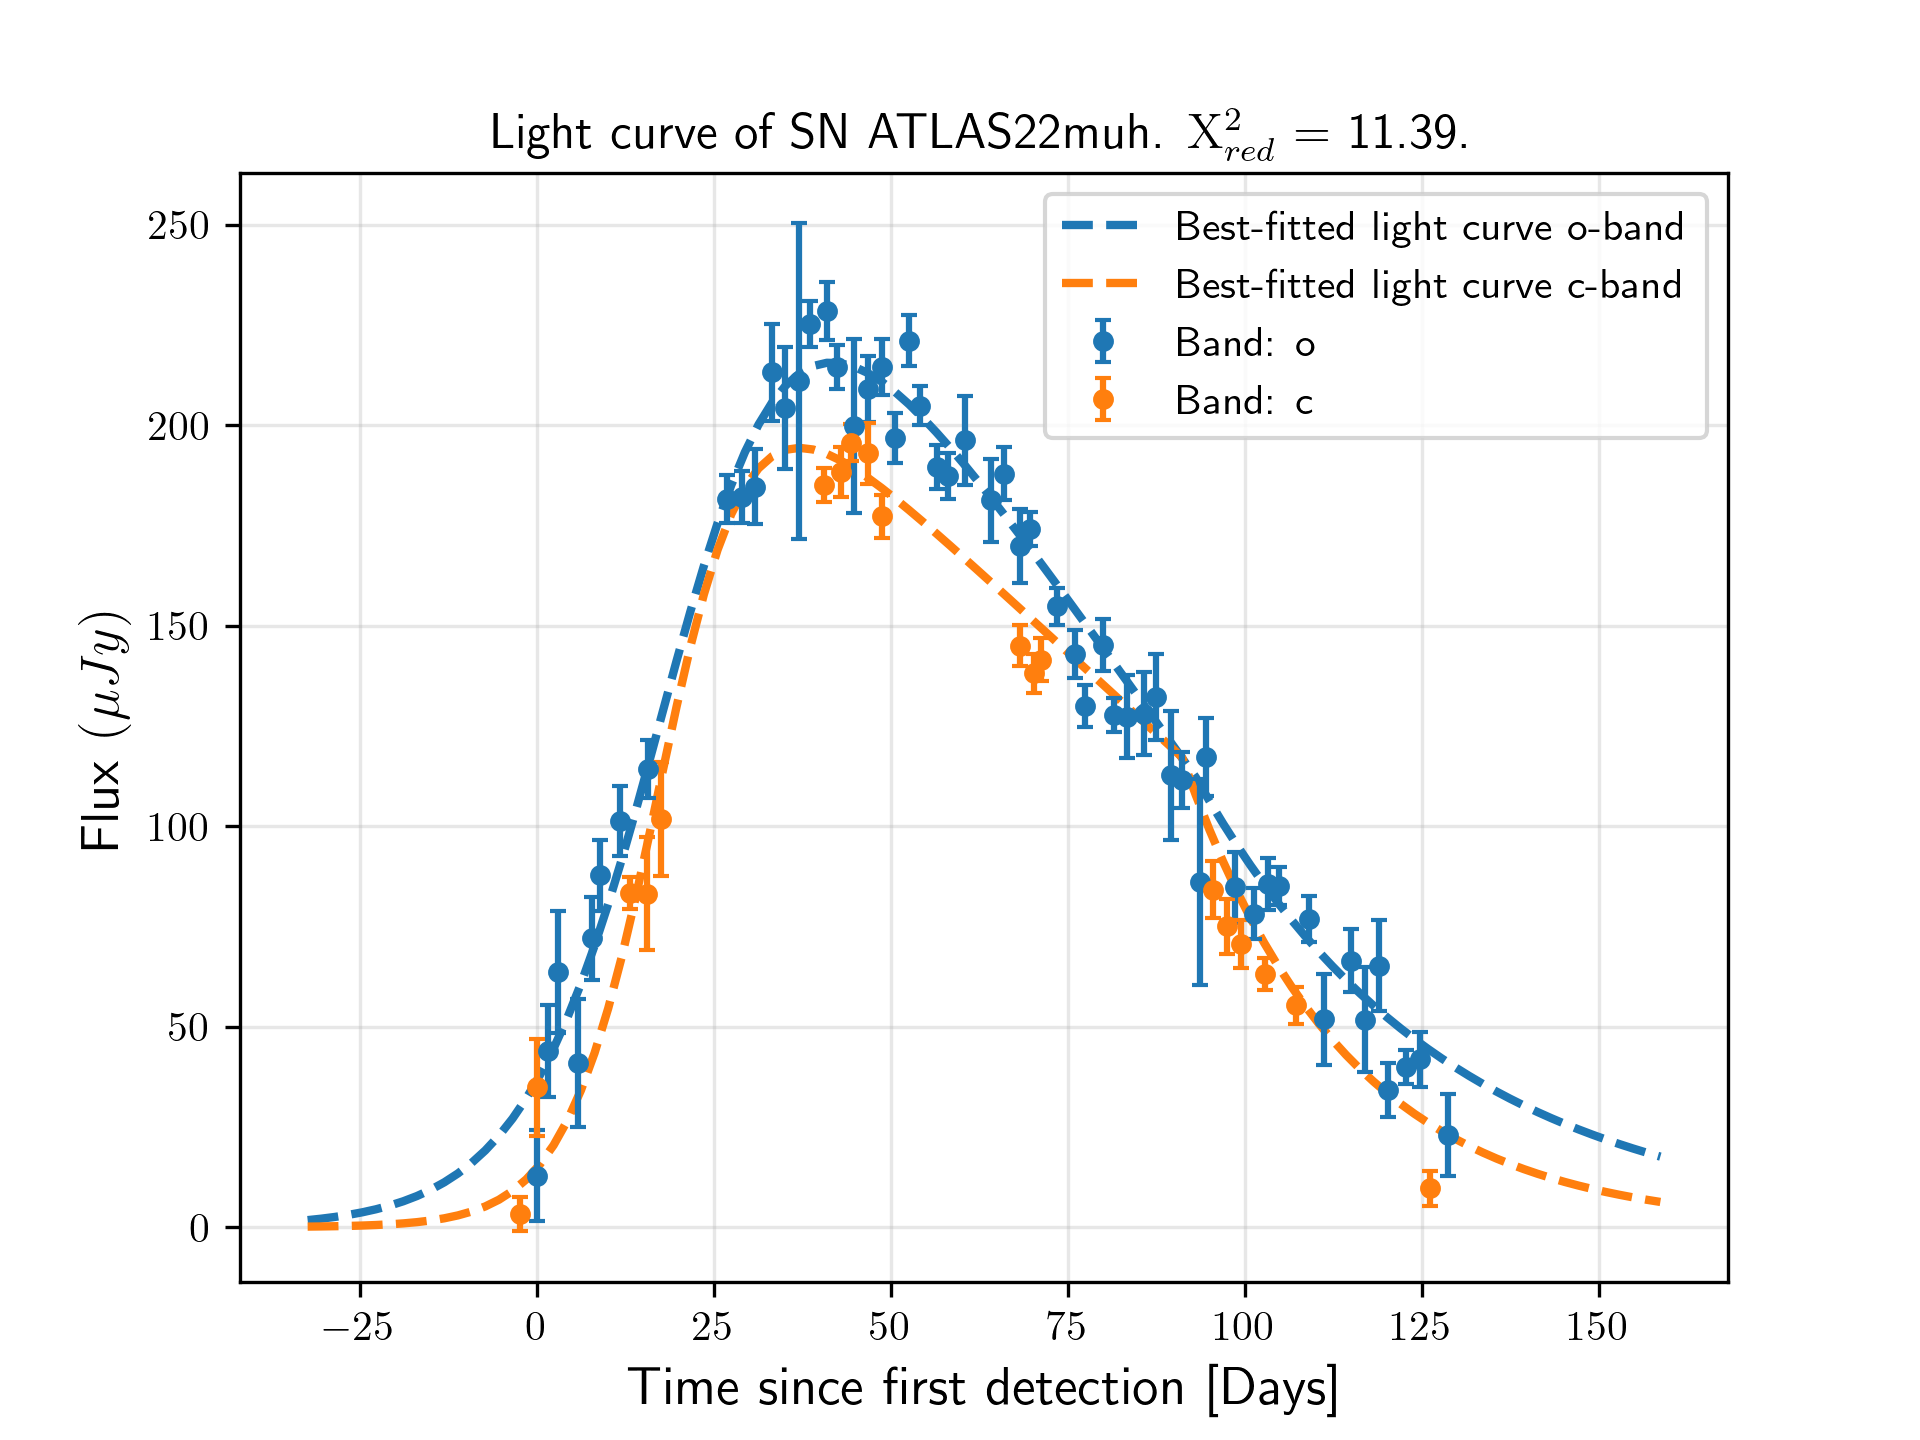 Light curve of SN ATLAS22muh. X²_red = 11.39.
Best-fitted light curve o-band
Best-fitted light curve c-band
Band: o
Band: c
250
200
150
100
50
0
Flux (μJy)
−25 0 25 50 75 100 125 150
Time since first detection [Days]